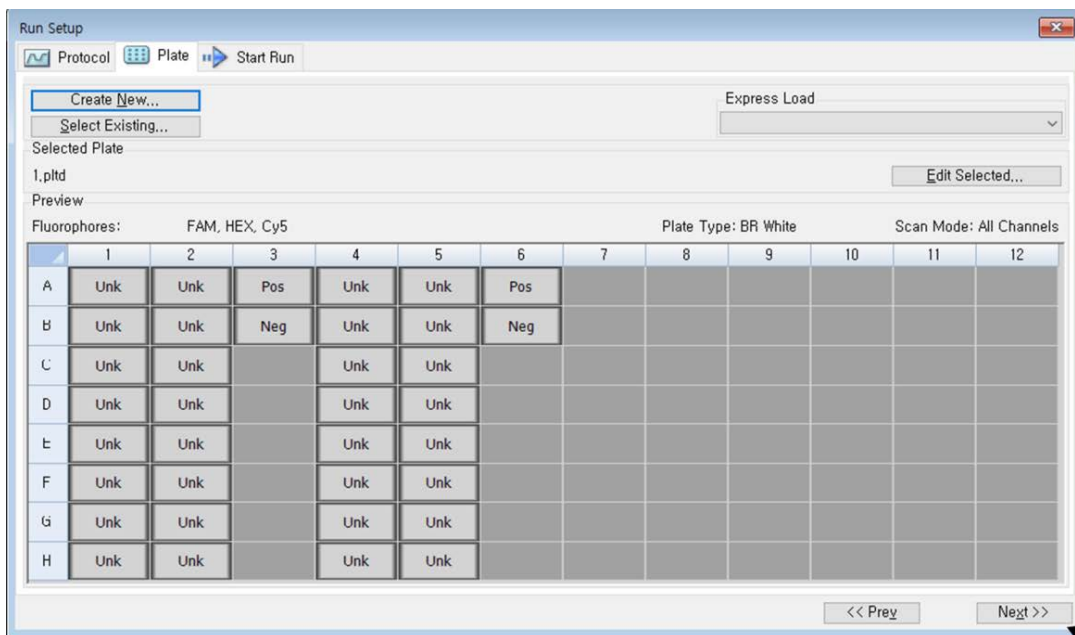 Run Setup
Protocol Plate Start Run
Create New...
Express Load
Select Existing...
Selected Plate
1.pltd
Edit Selected...
Preview
Fluorophores: FAM, HEX, Cy5 Plate Type: BR White Scan Mode: All Channels
1 2 3 4 5 6 7 8 9 10 11 12
A Unk Unk Pos Unk Unk Pos
B Unk Unk Neg Unk Unk Neg
C Unk Unk Unk Unk
D Unk Unk Unk Unk
E Unk Unk Unk Unk
F Unk Unk Unk Unk
G Unk Unk Unk Unk
H Unk Unk Unk Unk
<< Prev Next >>